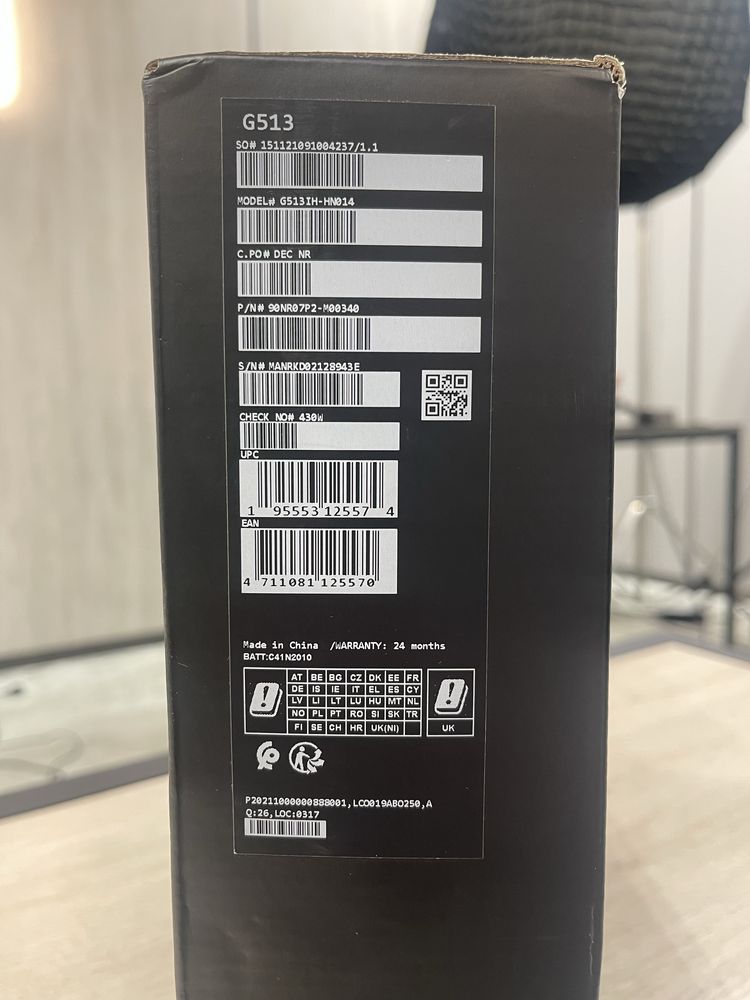 G513
SO# 151121091004237/1.1
MODEL# G513IH-HN014
C.PO# DEC NR
P/N# 90NR07P2-M00340
S/N# MANRKD02128943E
CHECK NO# 430W
UPC
1 95553 12557 4
EAN
4 711081 125570
Made in China /WARRANTY: 24 months
BATT:C41N2010
AT BE BG CZ DK EE FR
DE IS IE IT EL ES CY
LV LI LT LU HU MT NL
NO PL PT RO SI SK TR
FI SE CH HR UK(NI)
UK
P20211000000888001,LCO019ABO250,A
Q:26,LOC:0317